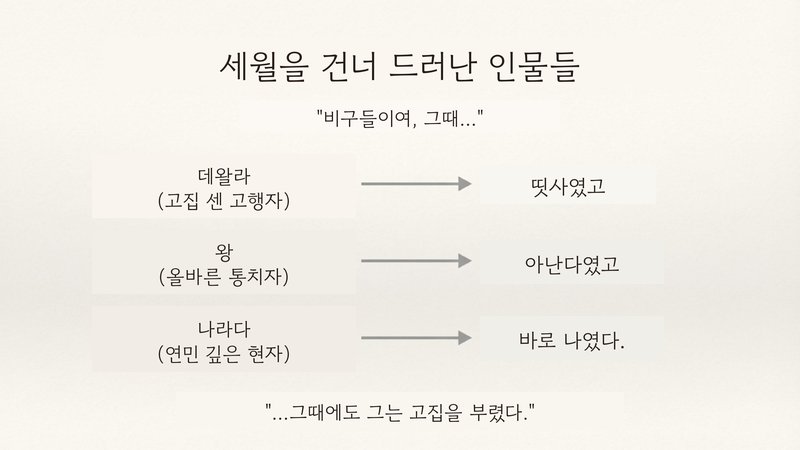 세월을 건너 드러난 인물들
"비구들이여, 그때..."
데왈라
(고집 센 고행자)
띳사였고
왕
(올바른 통치자)
아난다였고
나라다
(연민 깊은 현자)
바로 나였다.
"...그때에도 그는 고집을 부렸다."